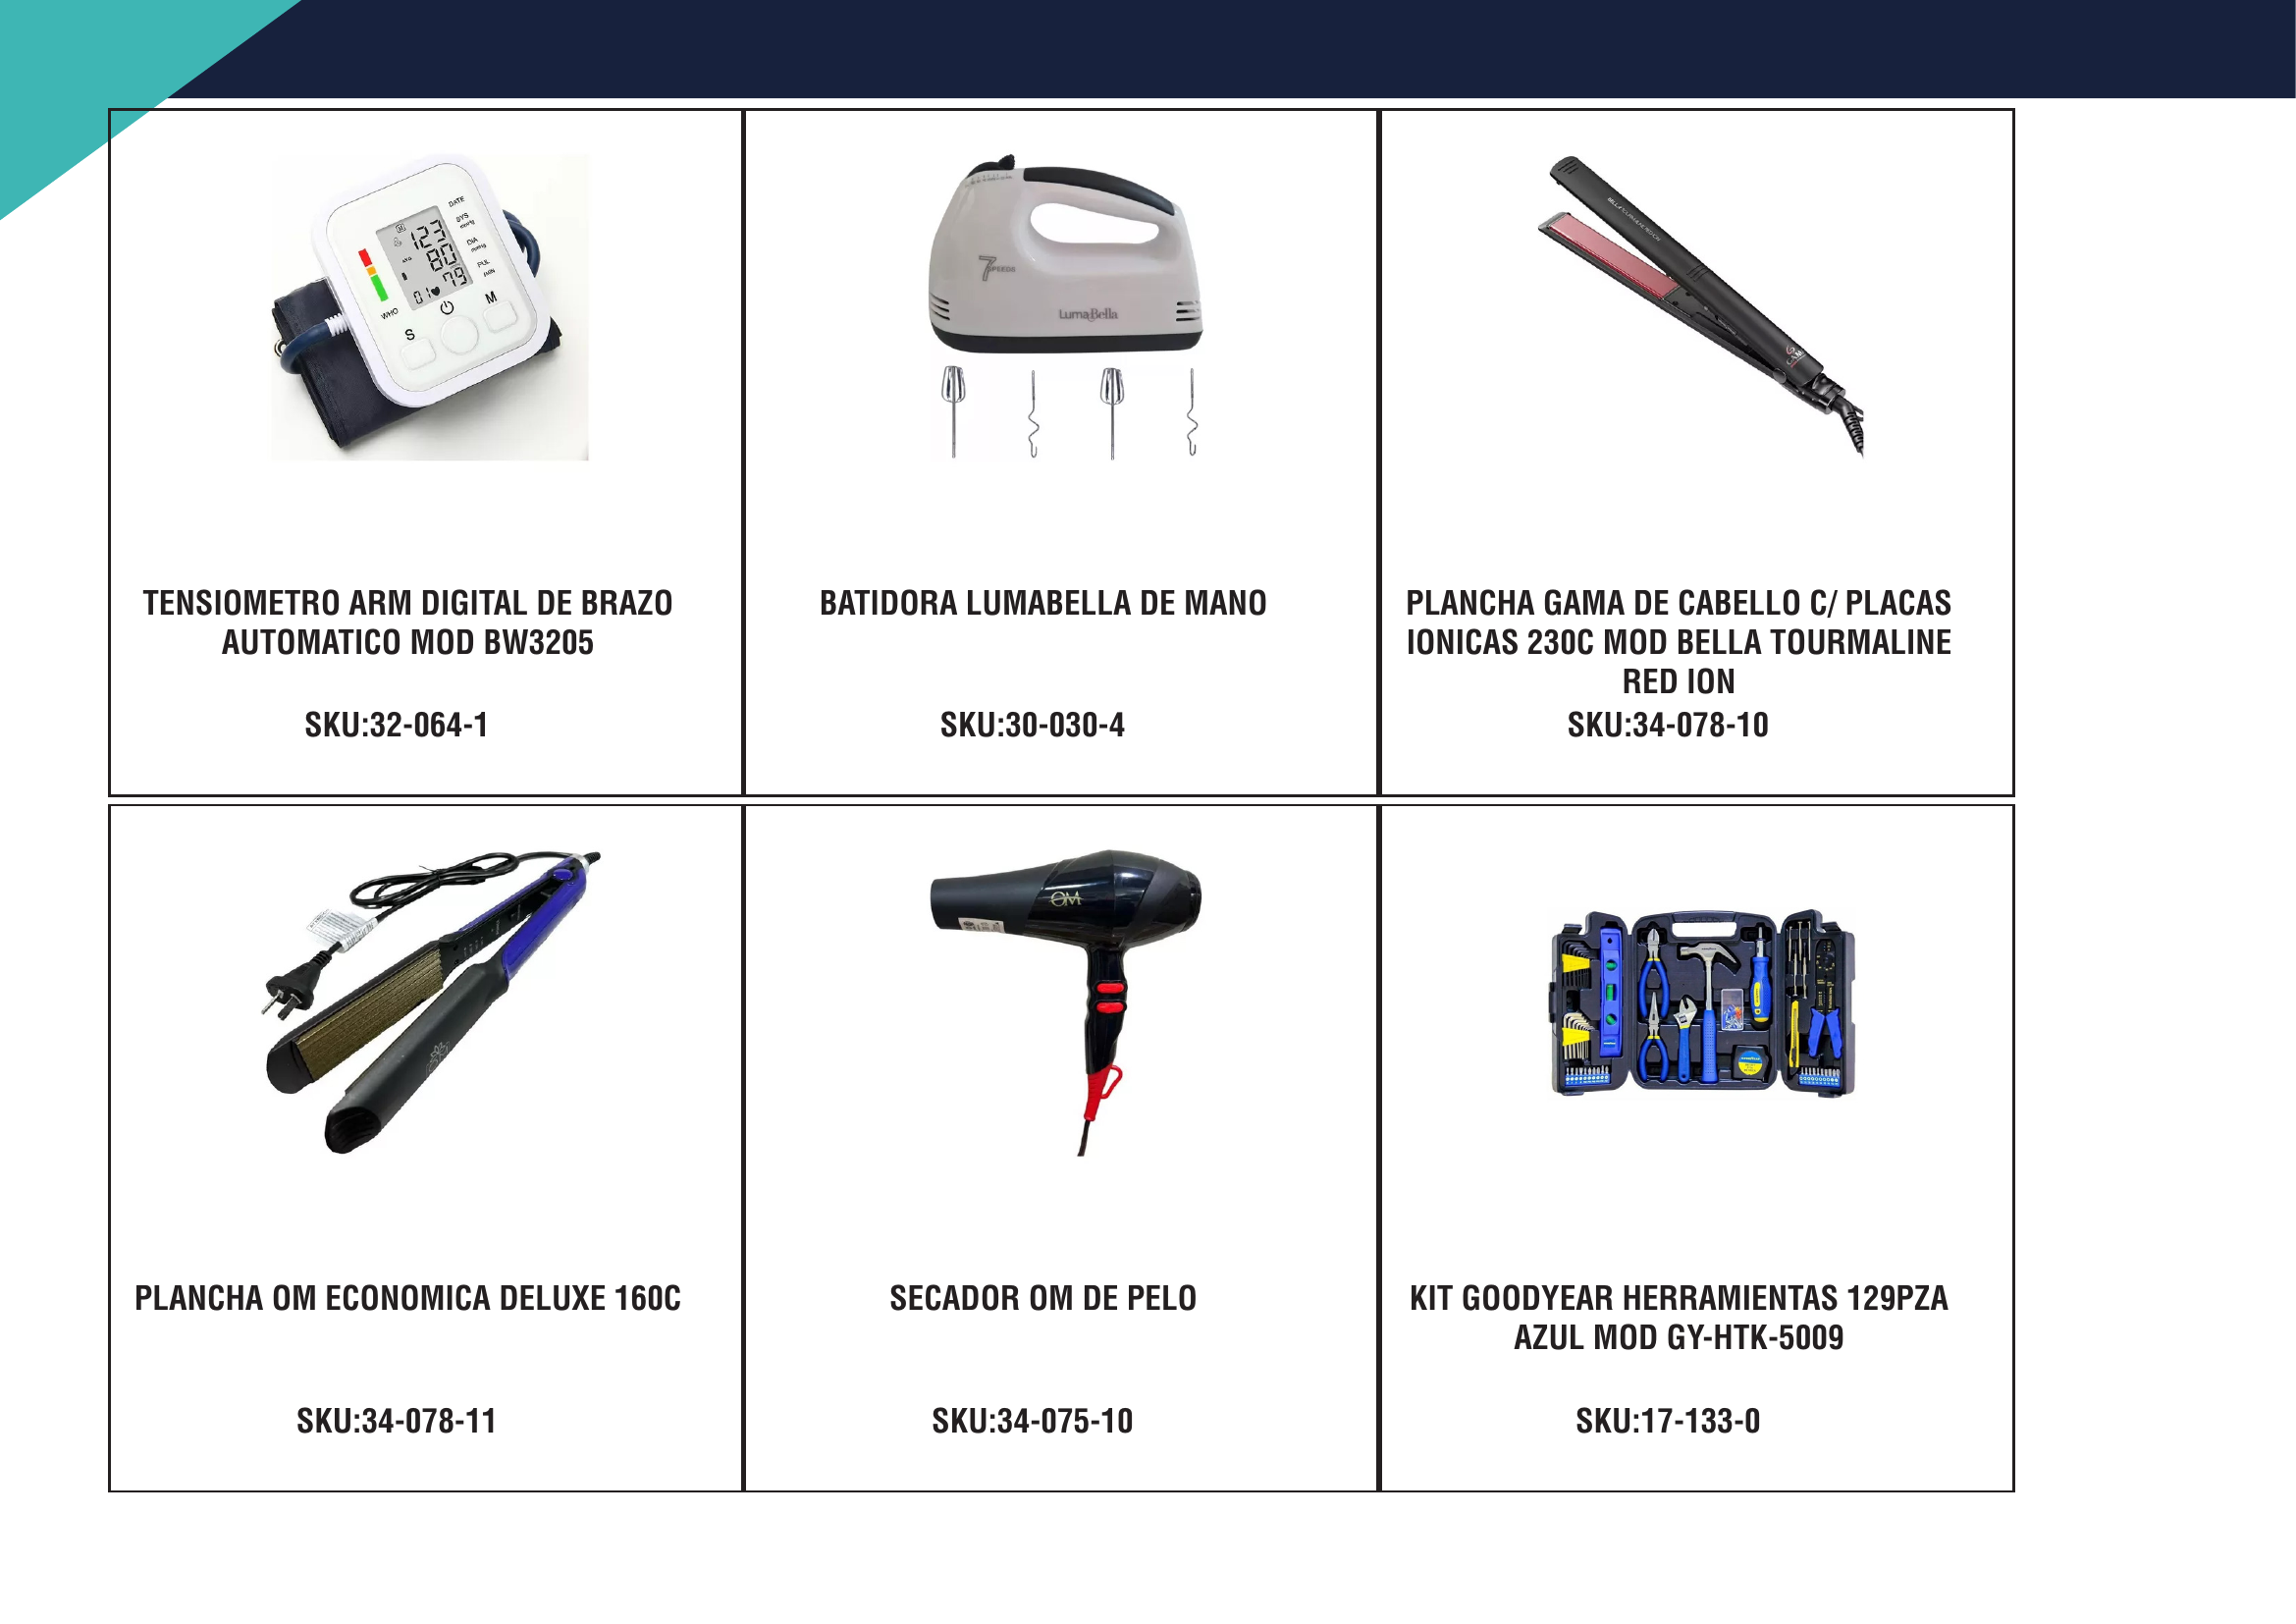 DATE
SYS
mmHg
DIA
mmHg
PUL
/min
123
80
79
01
WHO
S
M
7 SPEEDS
LumaBella
TENSIOMETRO ARM DIGITAL DE BRAZO
AUTOMATICO MOD BW3205
SKU:32-064-1
BATIDORA LUMABELLA DE MANO
SKU:30-030-4
PLANCHA GAMA DE CABELLO C/ PLACAS
IONICAS 230C MOD BELLA TOURMALINE
RED ION
SKU:34-078-10
OM
PLANCHA OM ECONOMICA DELUXE 160C
SKU:34-078-11
SECADOR OM DE PELO
SKU:34-075-10
KIT GOODYEAR HERRAMIENTAS 129PZA
AZUL MOD GY-HTK-5009
SKU:17-133-0